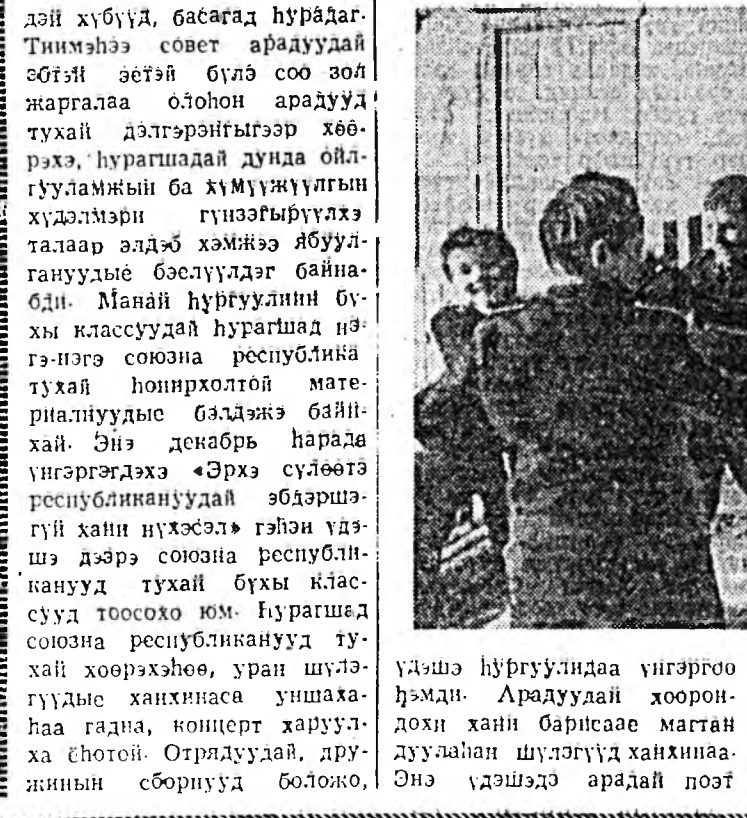 дэй хүбүүд, басагад һурадаг.
Тиимэһээ совет арадуудай
эбтэй эетэй бүлэ соо зол
жаргалаа олоһон арадууд
тухай дэлгэрэнгыгээр хөө-
рэхэ, һурагшадай дунда ойл-
гууламжын ба хүмүүжүүлгын
хүдэлмэри гүнзэгырүүлхэ
талаар элдэб хэмжээ ябуул-
гануудые бэелүүлдэг байна-
бди. Манай һургуулиин бү-
хы классуудай һурагшад нэ-
гэ-нэгэ союзна республика
тухай һонирхолтой мате-
риалнуудые бэлдэжэ байн-
хай. Энэ декабрь һарада
үнгэргэгдэхэ «Эрхэ сүлөөтэ
республикануудай эбдэршэ-
гүй хани нүхэсэл» гэһэн үдэ-
шэ дээрэ союзна республи-
канууд тухай бүхы клас-
сууд тоосохо юм. Һурагшад
союзна республиканууд ту-
хай хөөрэхэһөө, уран шүлэ-
гүүдые ханхинаса уншаха-
һаа гадна, концерт харуул-
ха ёһотой. Отрядуудай, дру-
жинын сборнууд боложо,
үдэшэ һургуулидаа үнгэргөө
һэмди. Арадуудай хоорон-
дохи хани барисаае магтан
дуулаһан шүлэгүүд ханхинаа.
Энэ үдэшэдэ арадай поэт